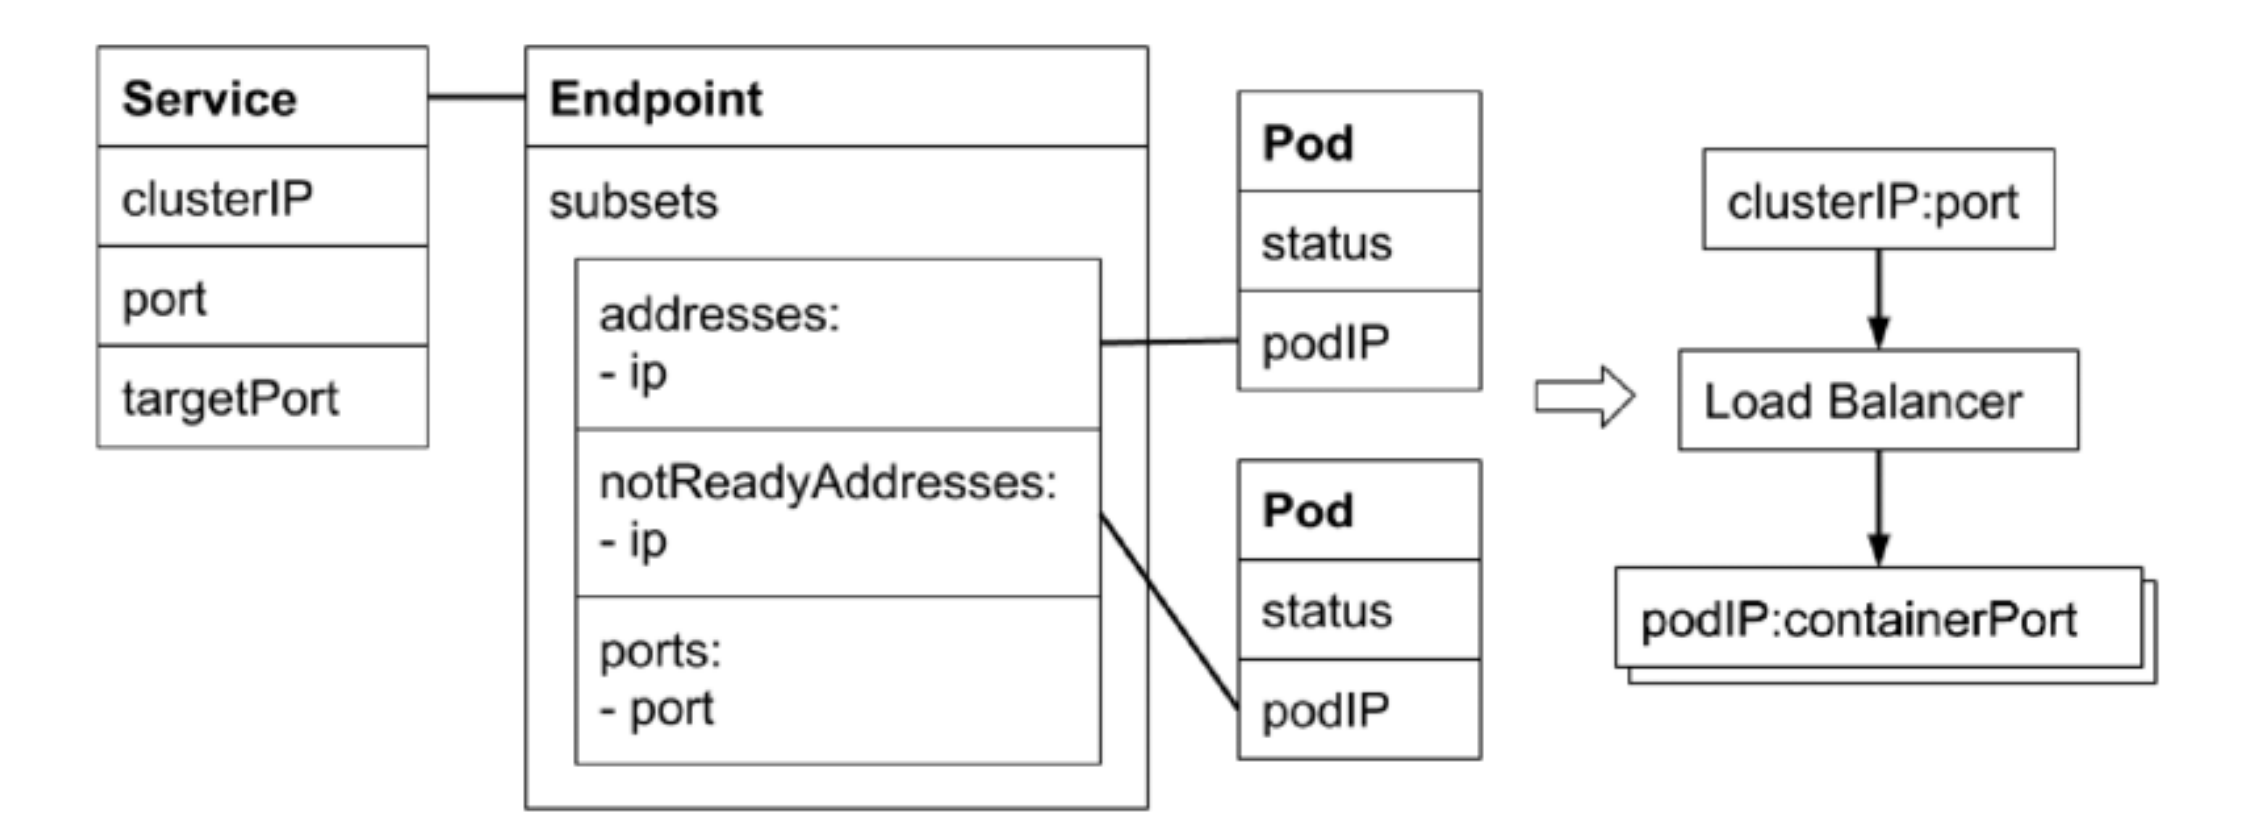 Service
clusterIP
port
targetPort
Endpoint
subsets
addresses:
- ip
notReadyAddresses:
- ip
ports:
- port
Pod
status
podIP
Pod
status
podIP
clusterIP:port
Load Balancer
podIP:containerPort